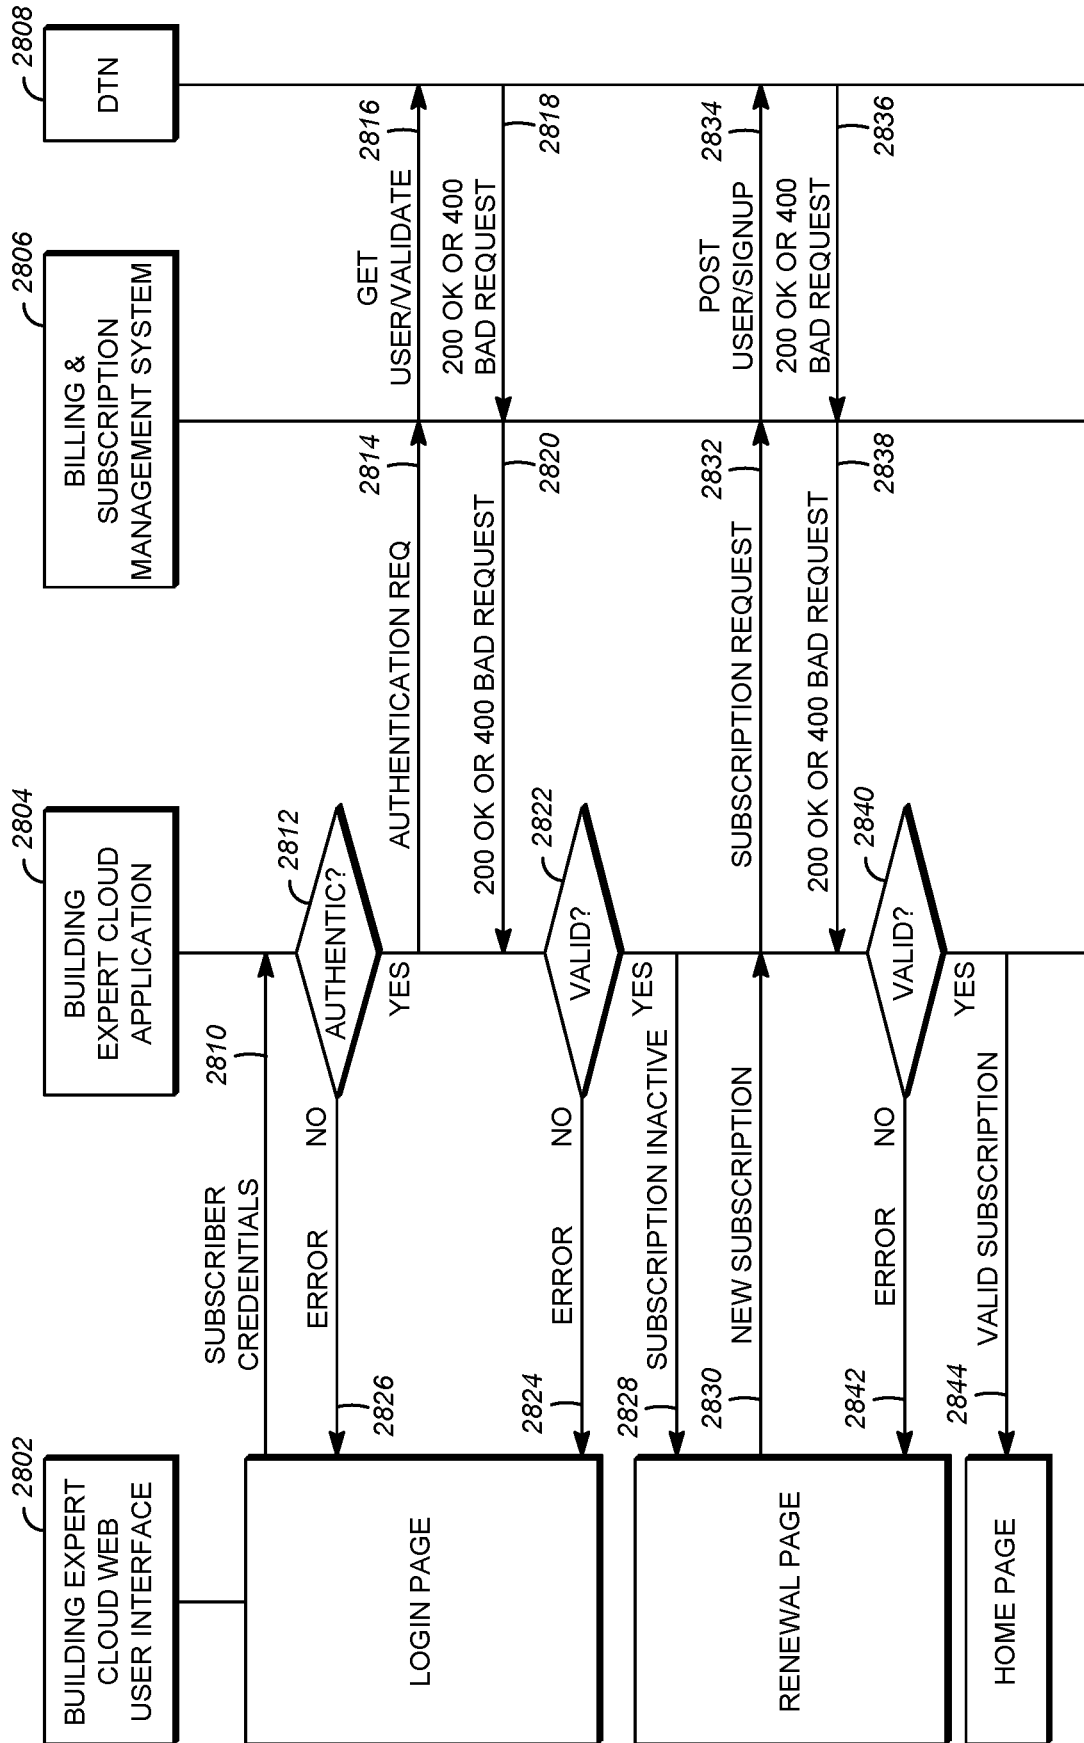 2802
BUILDING EXPERT
CLOUD WEB
USER INTERFACE
2804
BUILDING
EXPERT CLOUD
APPLICATION
2806
BILLING &
SUBSCRIPTION
MANAGEMENT SYSTEM
2808
DTN
LOGIN PAGE
SUBSCRIBER
CREDENTIALS
2810
AUTHENTIC?
2812
NO
ERROR
2826
YES
AUTHENTICATION REQ
2814
GET
USER/VALIDATE
2816
200 OK OR 400
BAD REQUEST
2818
200 OK OR 400 BAD REQUEST
2820
VALID?
2822
NO
ERROR
2824
YES
SUBSCRIPTION INACTIVE
2828
RENEWAL PAGE
NEW SUBSCRIPTION
2830
SUBSCRIPTION REQUEST
2832
POST
USER/SIGNUP
2834
200 OK OR 400
BAD REQUEST
2836
200 OK OR 400 BAD REQUEST
2838
VALID?
2840
NO
ERROR
2842
YES
VALID SUBSCRIPTION
2844
HOME PAGE